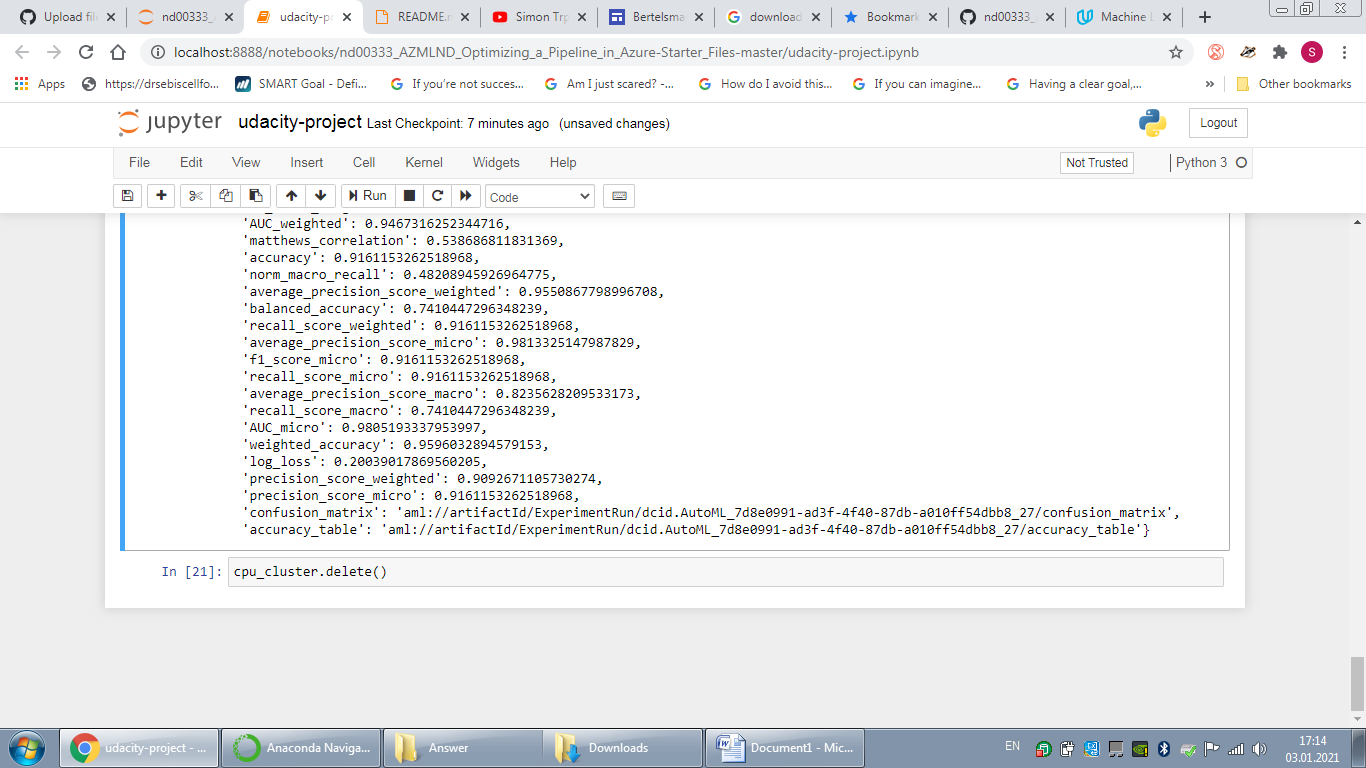 Upload fil
nd00333_
udacity-pr
README.m
Simon Trp
Bertelsma
download
Bookmark
nd00333_
Machine L
localhost:8888/notebooks/nd00333_AZMLND_Optimizing_a_Pipeline_in_Azure-Starter_Files-master/udacity-project.ipynb
S
Apps
https://drsebiscellfo...
SMART Goal - Defi...
If you're not succes...
Am I just scared? -...
How do I avoid this...
If you can imagine...
Having a clear goal,...
»
Other bookmarks
jupyter udacity-project Last Checkpoint: 7 minutes ago (unsaved changes)
Logout
File Edit View Insert Cell Kernel Widgets Help
Not Trusted
Python 3
Run
Code
'AUC_weighted': 0.9467316252344716,
'matthews_correlation': 0.538686811831369,
'accuracy': 0.9161153262518968,
'norm_macro_recall': 0.48208945926964775,
'average_precision_score_weighted': 0.9550867798996708,
'balanced_accuracy': 0.7410447296348239,
'recall_score_weighted': 0.9161153262518968,
'average_precision_score_micro': 0.9813325147987829,
'f1_score_micro': 0.9161153262518968,
'recall_score_micro': 0.9161153262518968,
'average_precision_score_macro': 0.8235628209533173,
'recall_score_macro': 0.7410447296348239,
'AUC_micro': 0.9805193337953997,
'weighted_accuracy': 0.9596032894579153,
'log_loss': 0.20039017869560205,
'precision_score_weighted': 0.9092671105730274,
'precision_score_micro': 0.9161153262518968,
'confusion_matrix': 'aml://artifactId/ExperimentRun/dcid.AutoML_7d8e0991-ad3f-4f40-87db-a010ff54dbb8_27/confusion_matrix',
'accuracy_table': 'aml://artifactId/ExperimentRun/dcid.AutoML_7d8e0991-ad3f-4f40-87db-a010ff54dbb8_27/accuracy_table'}
In [21]: cpu_cluster.delete()
udacity-project - ...
Anaconda Naviga...
Answer
Downloads
Document1 - Mic...
EN
17:14
03.01.2021